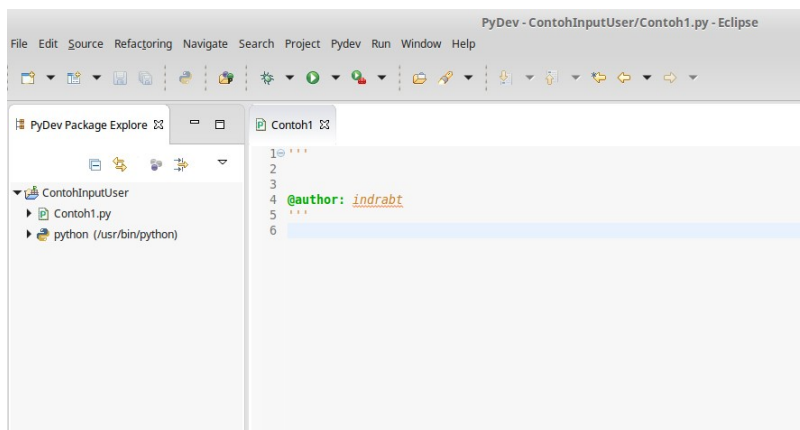 PyDev - ContohInputUser/Contoh1.py - Eclipse
File Edit Source Refactoring Navigate Search Project Pydev Run Window Help
PyDev Package Explore
Contoh1
ContohInputUser
Contoh1.py
python (/usr/bin/python)
1 '''
2
3
4 @author: indrabt
5 '''
6